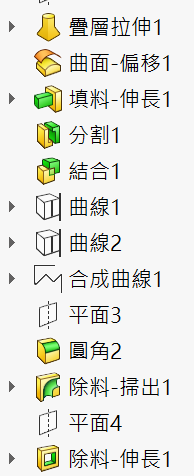 疊層拉伸1
曲面-偏移1
填料-伸長1
分割1
結合1
曲線1
曲線2
合成曲線1
平面3
圓角2
除料-掃出1
平面4
除料-伸長1